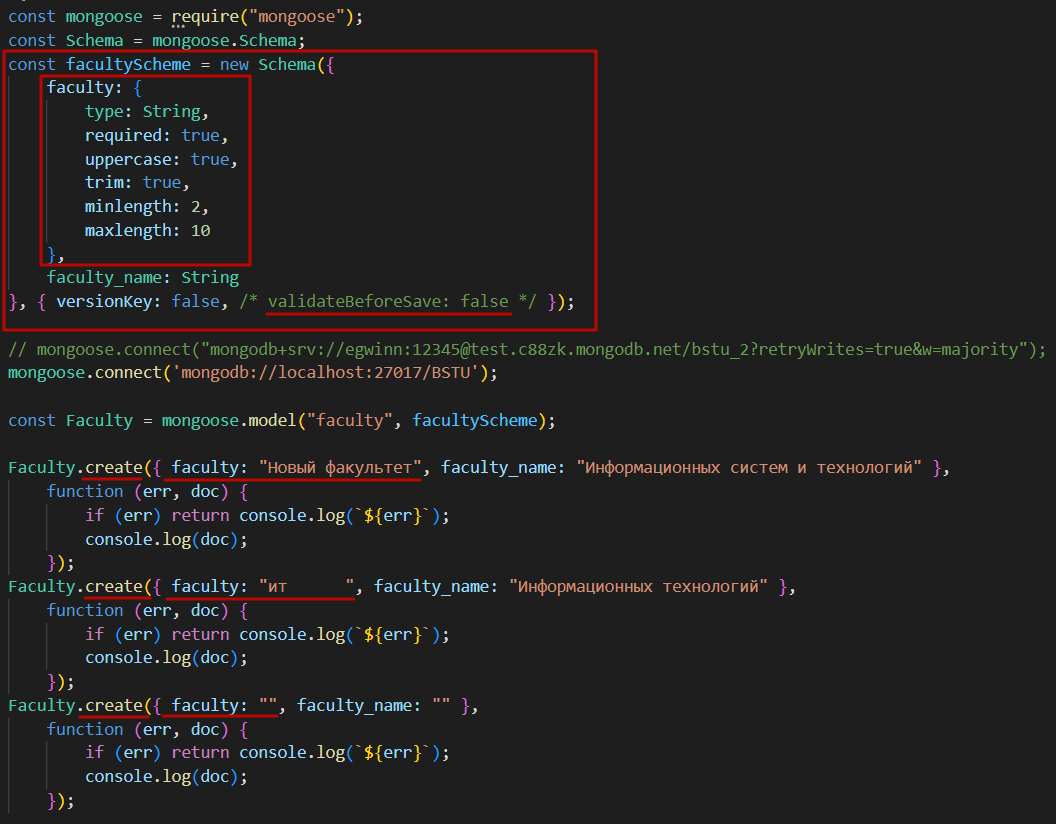 const mongoose = require("mongoose");
const Schema = mongoose.Schema;
const facultyScheme = new Schema({
    faculty: {
        type: String,
        required: true,
        uppercase: true,
        trim: true,
        minlength: 2,
        maxlength: 10
    },
    faculty_name: String
}, { versionKey: false, /* validateBeforeSave: false */ });
// mongoose.connect("mongodb+srv://egwinn:12345@test.c88zk.mongodb.net/bstu_2?retryWrites=true&w=majority");
mongoose.connect('mongodb://localhost:27017/BSTU');
const Faculty = mongoose.model("faculty", facultyScheme);
Faculty.create({ faculty: "Новый факультет", faculty_name: "Информационных систем и технологий" },
    function (err, doc) {
        if (err) return console.log(`${err}`);
        console.log(doc);
    });
Faculty.create({ faculty: "ит      ", faculty_name: "Информационных технологий" },
    function (err, doc) {
        if (err) return console.log(`${err}`);
        console.log(doc);
    });
Faculty.create({ faculty: "", faculty_name: "" },
    function (err, doc) {
        if (err) return console.log(`${err}`);
        console.log(doc);
    });